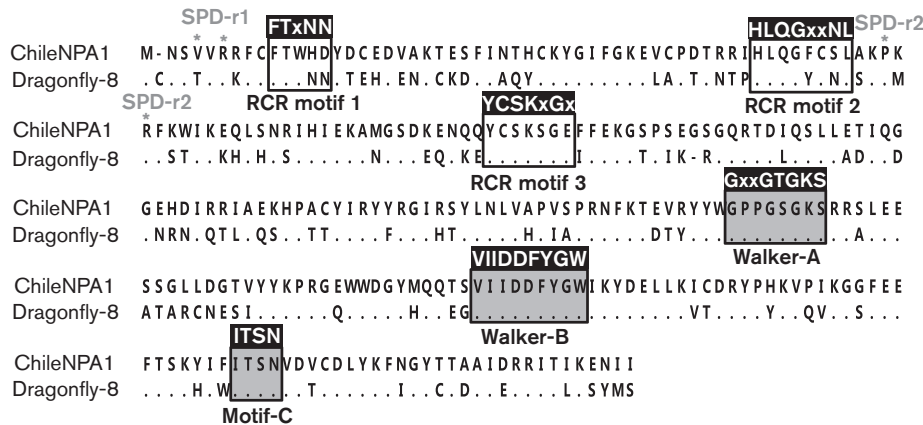 SPD-r1 FTxNN HLQGxxNL SPD-r2
* * *
ChileNPA1 M-NSVVRRFCFTWHDYDCEDVAKTESFINTHCKYGIFGKEVCPDTRRIHLQGFCSLAKPK
Dragonfly-8 .C..T..K.....NN.TEH.EN.CKD..AQY.........LA.T.NTP....Y.N.S..M
RCR motif 1 RCR motif 2
SPD-r2 YCSKxGx
*
ChileNPA1 RFKWIKEQLSNRIHIEKAMGSDKENQQYCSKSGEFFEKGSPSEGSGQRTDIQSLLETIQG
Dragonfly-8 ..ST..KH.H.S......N...EQ.KE.......I....T.IK-R.....L....AD..D
RCR motif 3 GxxGTGKS
ChileNPA1 GEHDIRRIAEKHPACYIRYYRGIRSYLNLVAPVSPRNFKTEVRYYWGPPGSGKSRRSLEE
Dragonfly-8 .NRN.QTL.QS..TT....F...HT.....H.IA......DTY............A...
VIIDDFYGW Walker-A
ChileNPA1 SSGLLDGTVYYKPRGEWWDGYMQQTSVIIDDFYGWIKYDELLKICDRYPHKVPIKGGFEE
Dragonfly-8 ATARCNESI......Q.....H..EG..............VT....Y..QV..S...
ITSN Walker-B
ChileNPA1 FTSKYIFITSNVDVCDLYKFNGYTTAAIDRRITIKENII
Dragonfly-8 ....H.W......T......I..C.D..E....L.SYMS
Motif-C